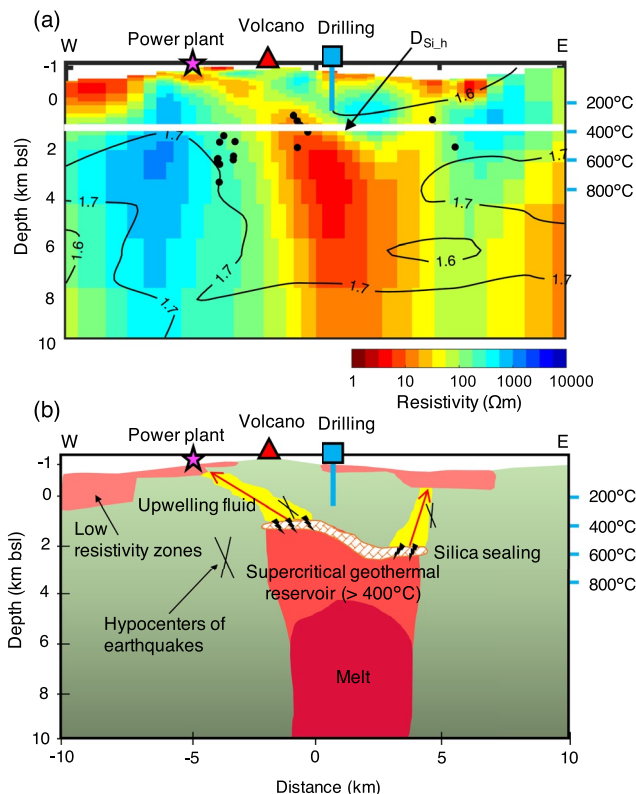 (a)
W
Power plant
Volcano
Drilling
D_Si_h
E
-1
0
2
4
6
8
10
Depth (km bsl)
1.6
1.7
1.7
1.6
1.7
1.7
1.7
1.6
1.7
200°C
400°C
600°C
800°C
1 10 100 1000 10000
Resistivity (Ωm)
(b)
W
Power plant
Volcano
Drilling
E
-1
0
2
4
6
8
10
Depth (km bsl)
Upwelling fluid
Low
resistivity zones
Silica sealing
Supercritical geothermal
reservoir (> 400°C)
Hypocenters of
earthquakes
Melt
200°C
400°C
600°C
800°C
-10 -5 0 5 10
Distance (km)